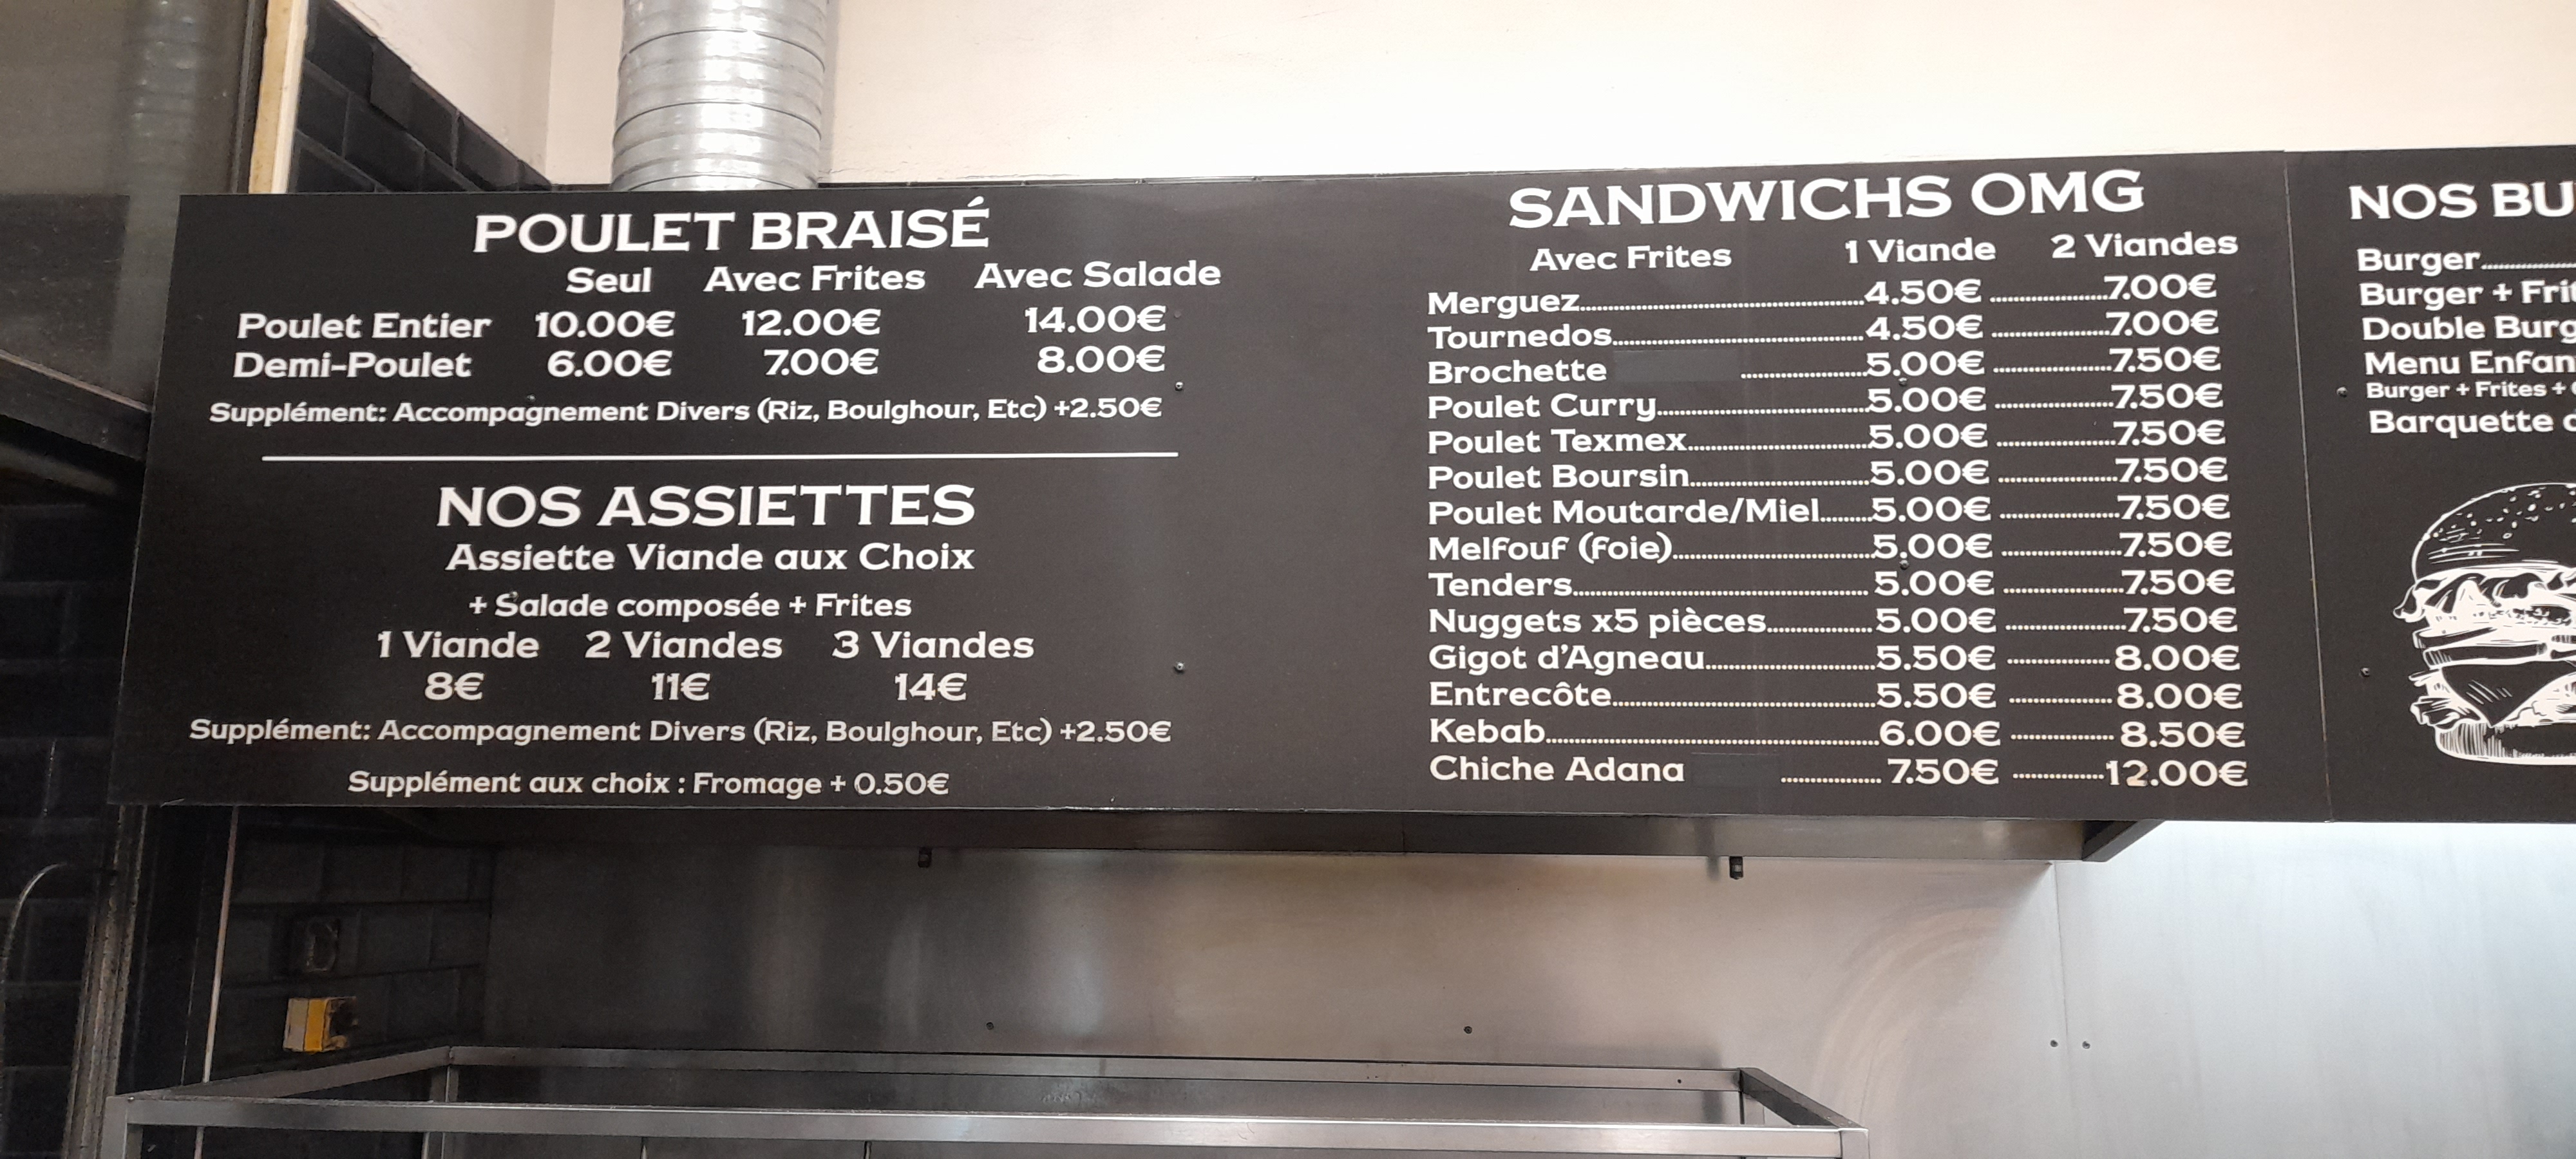 POULET BRAISÉ
Seul Avec Frites Avec Salade
Poulet Entier 10.00€ 12.00€ 14.00€
Demi-Poulet 6.00€ 7.00€ 8.00€
Supplément: Accompagnement Divers (Riz, Boulghour, Etc) +2.50€
NOS ASSIETTES
Assiette Viande aux Choix
+ Salade composée + Frites
1 Viande 2 Viandes 3 Viandes
8€ 11€ 14€
Supplément: Accompagnement Divers (Riz, Boulghour, Etc) +2.50€
Supplément aux choix : Fromage + 0.50€
SANDWICHS OMG
Avec Frites 1 Viande 2 Viandes
Merguez 4.50€ 7.00€
Tournedos 4.50€ 7.00€
Brochette 5.00€ 7.50€
Poulet Curry 5.00€ 7.50€
Poulet Texmex 5.00€ 7.50€
Poulet Boursin 5.00€ 7.50€
Poulet Moutarde/Miel 5.00€ 7.50€
Melfouf (foie) 5.00€ 7.50€
Tenders 5.00€ 7.50€
Nuggets x5 pièces 5.00€ 7.50€
Gigot d'Agneau 5.50€ 8.00€
Entrecôte 5.50€ 8.00€
Kebab 6.00€ 8.50€
Chiche Adana 7.50€ 12.00€
NOS
Burger
Burger +
Double
Menu
Burger + Frites +
Barquette